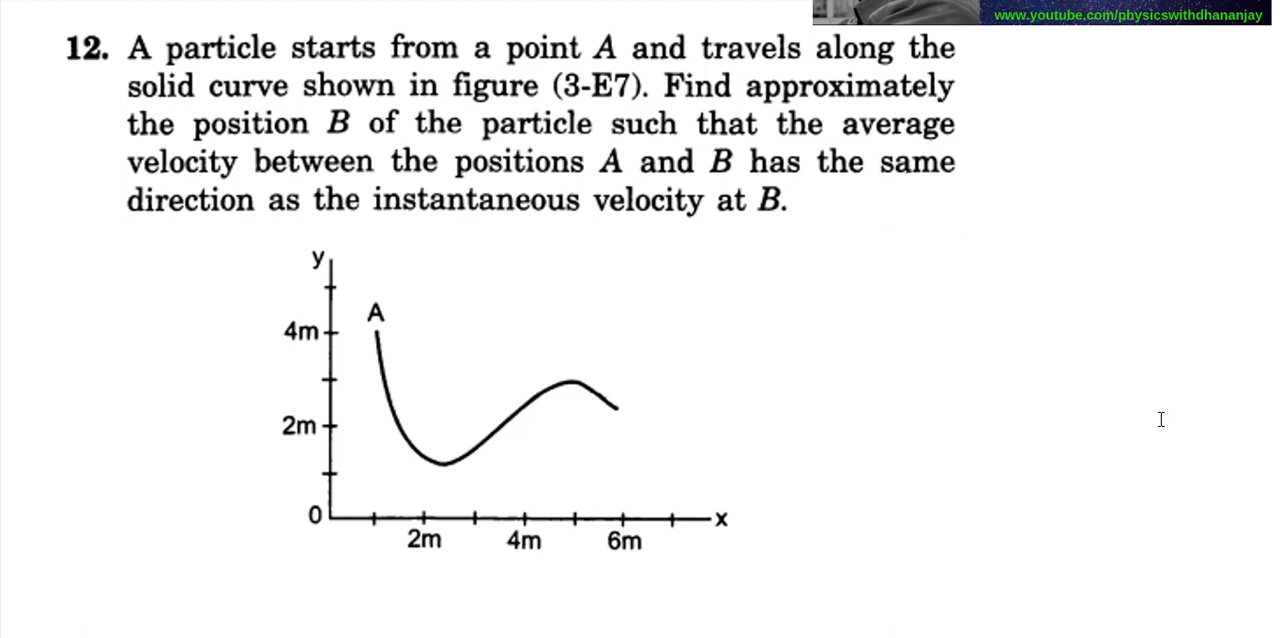 www.youtube.com/physicswithdhananjay
12. A particle starts from a point A and travels along the
solid curve shown in figure (3-E7). Find approximately
the position B of the particle such that the average
velocity between the positions A and B has the same
direction as the instantaneous velocity at B.
y
A
4m
2m
0
x
2m 4m 6m